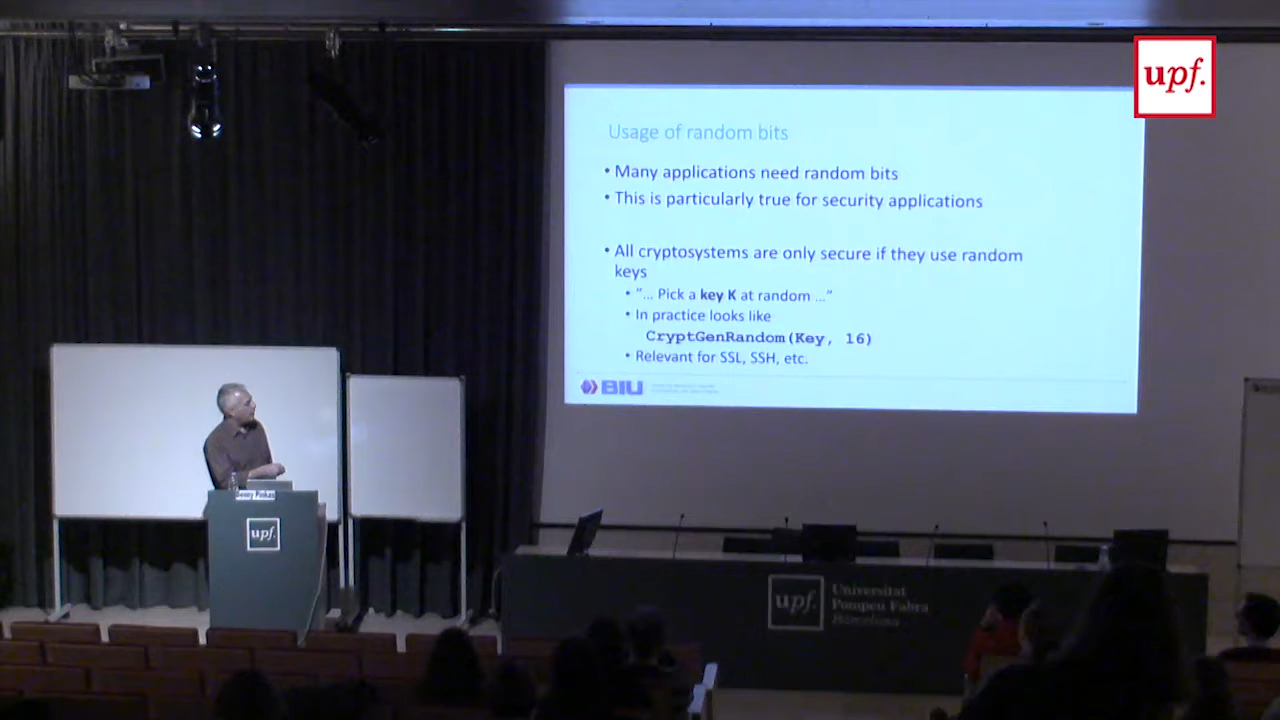 upf.
Usage of random bits
• Many applications need random bits
• This is particularly true for security applications
• All cryptosystems are only secure if they use random
keys
• "... Pick a key K at random ..."
• In practice looks like
CryptGenRandom(Key, 16)
• Relevant for SSL, SSH, etc.
BIU
Benny Pinkas
upf.
upf.
Universitat
Pompeu Fabra
Barcelona